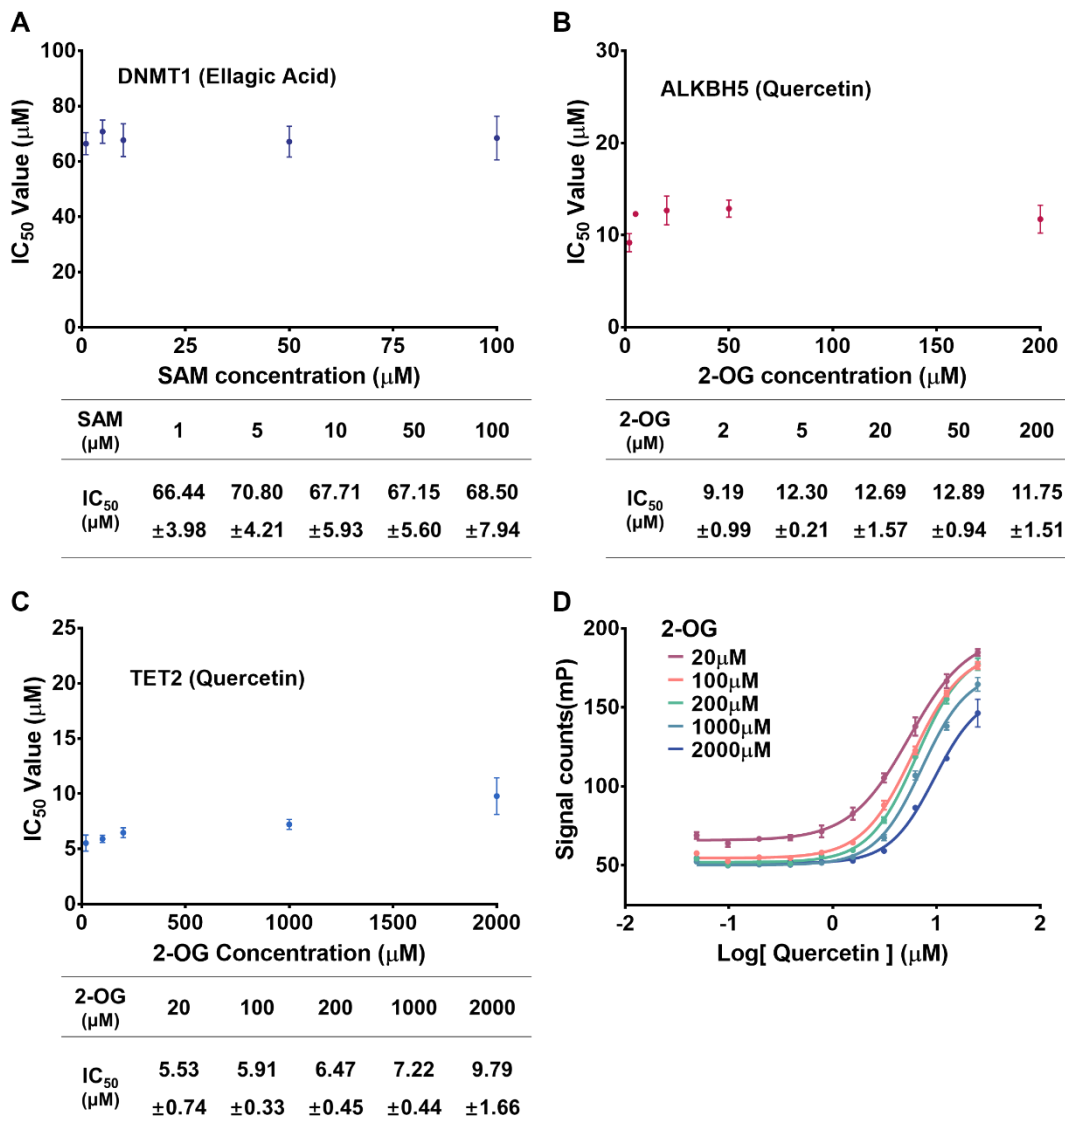 A
100
80
60
40
20
0
IC50 Value (μM)
DNMT1 (Ellagic Acid)
0 25 50 75 100
SAM concentration (μM)
SAM (μM) 1 5 10 50 100
IC50 (μM) 66.44 70.80 67.71 67.15 68.50
±3.98 ±4.21 ±5.93 ±5.60 ±7.94
B
30
20
10
0
IC50 Value (μM)
ALKBH5 (Quercetin)
0 50 100 150 200
2-OG concentration (μM)
2-OG (μM) 2 5 20 50 200
IC50 (μM) 9.19 12.30 12.69 12.89 11.75
±0.99 ±0.21 ±1.57 ±0.94 ±1.51
C
25
20
15
10
5
0
IC50 Value (μM)
TET2 (Quercetin)
0 500 1000 1500 2000
2-OG Concentration (μM)
2-OG (μM) 20 100 200 1000 2000
IC50 (μM) 5.53 5.91 6.47 7.22 9.79
±0.74 ±0.33 ±0.45 ±0.44 ±1.66
D
200
150
100
50
Signal counts(mP)
2-OG
20μM
100μM
200μM
1000μM
2000μM
-2 -1 0 1 2
Log[ Quercetin ] (μM)